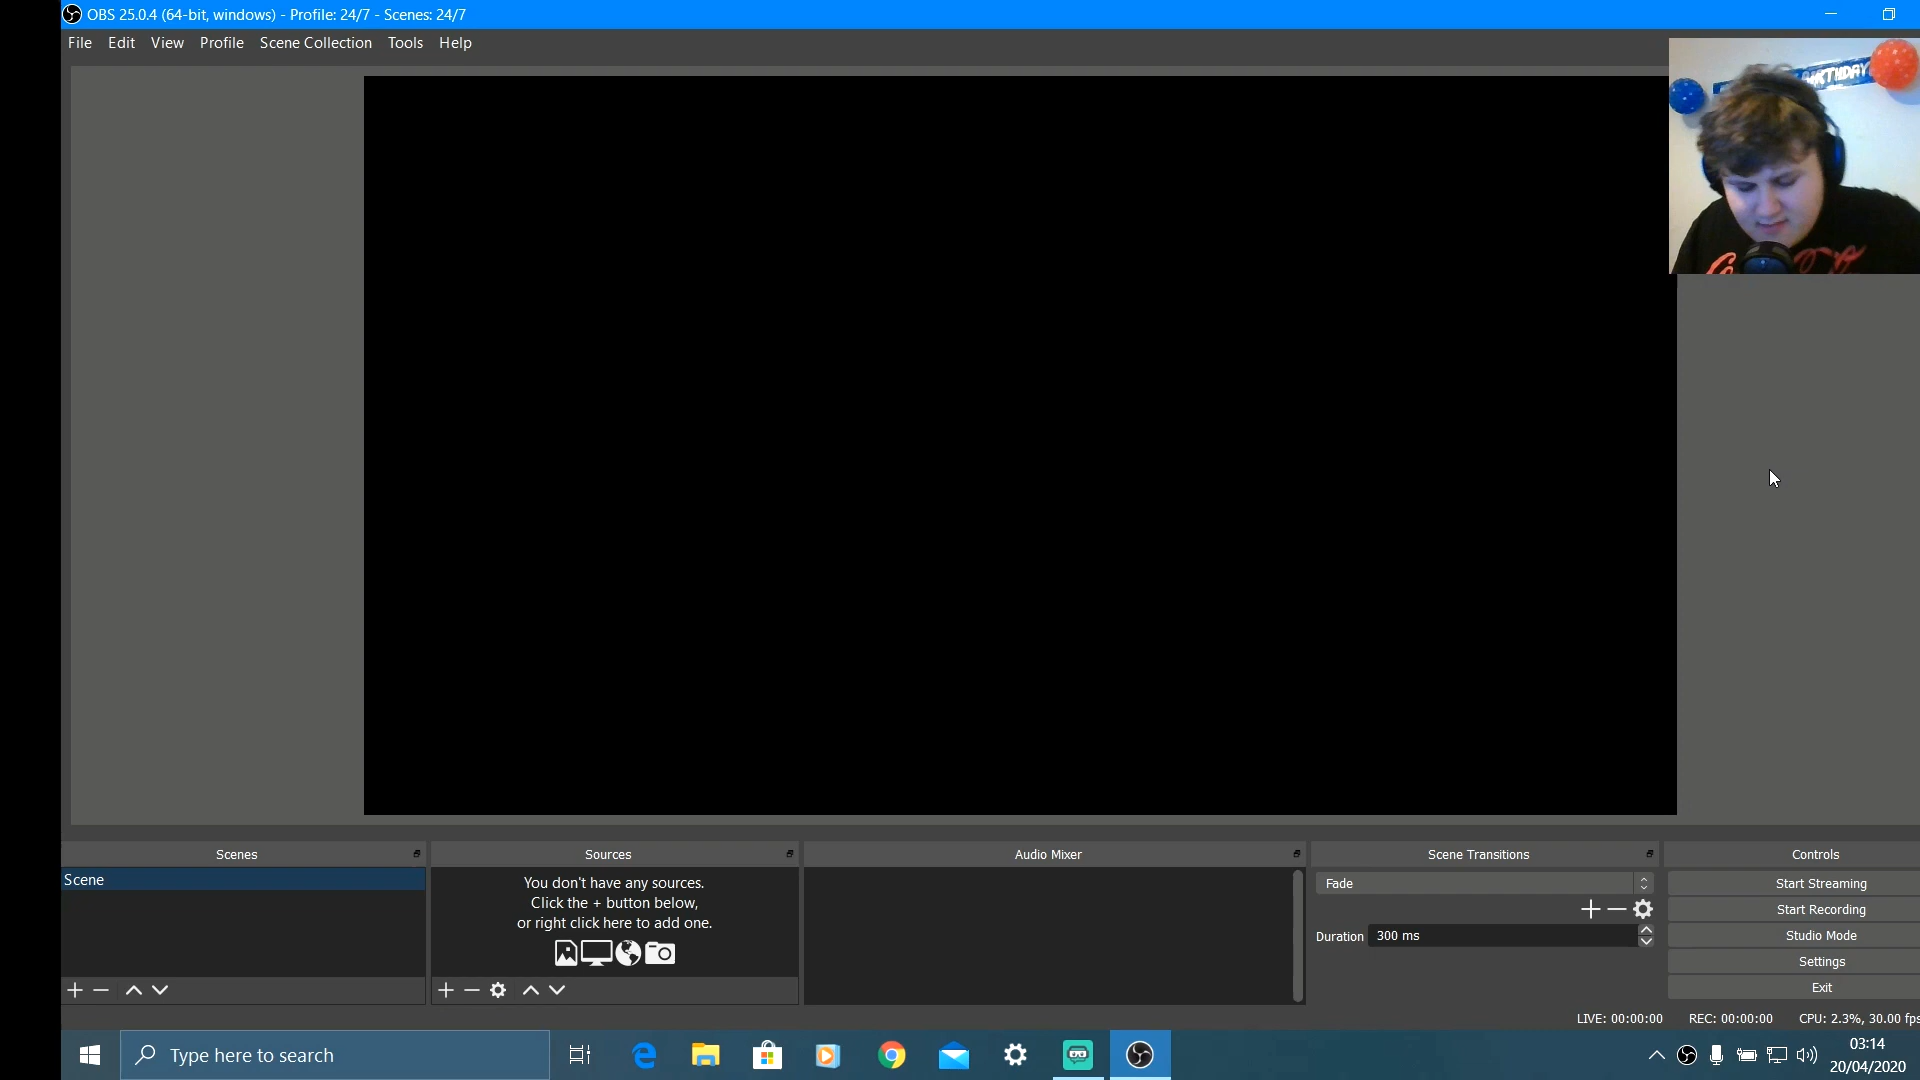 OBS 25.0.4 (64-bit, windows) - Profile: 24/7 - Scenes: 24/7
File Edit View Profile Scene Collection Tools Help
Scenes
Sources
Audio Mixer
Scene Transitions
Controls
Scene
You don't have any sources.
Click the + button below,
or right click here to add one.
Fade
Duration 300 ms
Start Streaming
Start Recording
Studio Mode
Settings
Exit
LIVE: 00:00:00 REC: 00:00:00 CPU: 2.3%, 30.00 fps
Type here to search
03:14
20/04/2020